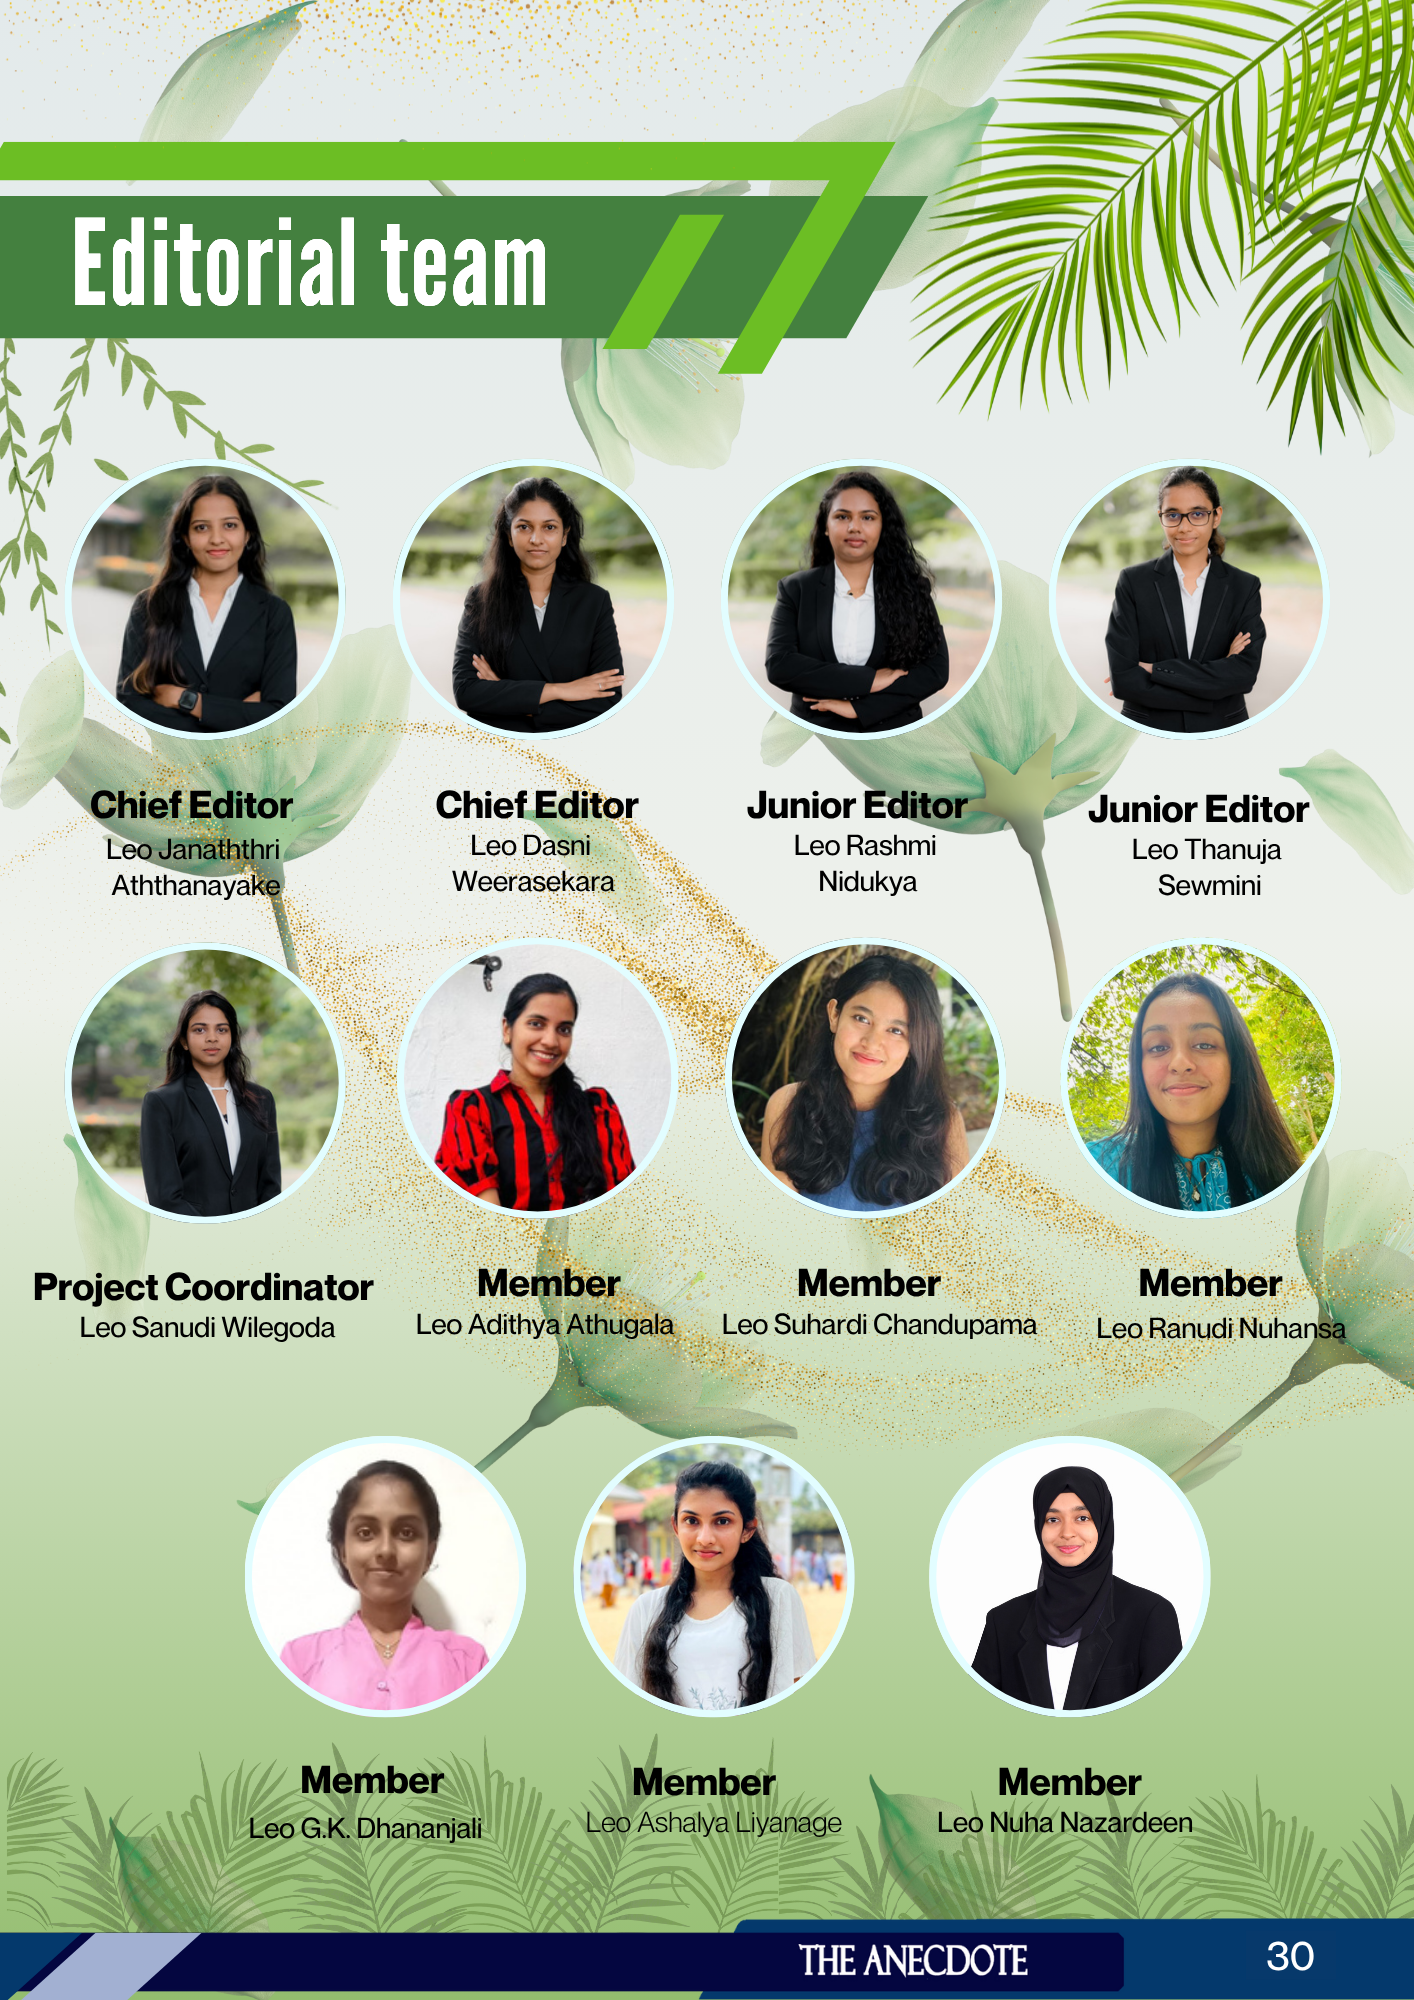 Editorial team
Chief Editor
Leo Janaththri
Aththanayake
Chief Editor
Leo Dasni
Weerasekara
Junior Editor
Leo Rashmi
Nidukya
Junior Editor
Leo Thanuja
Sewmini
Project Coordinator
Leo Sanudi Wilegoda
Member
Leo Adithya Athugala
Member
Leo Suhardi Chandupama
Member
Leo Ranudi Nuhansa
Member
Leo G.K. Dhananjali
Member
Leo Ashalya Liyanage
Member
Leo Nuha Nazardeen
THE ANECDOTE
30